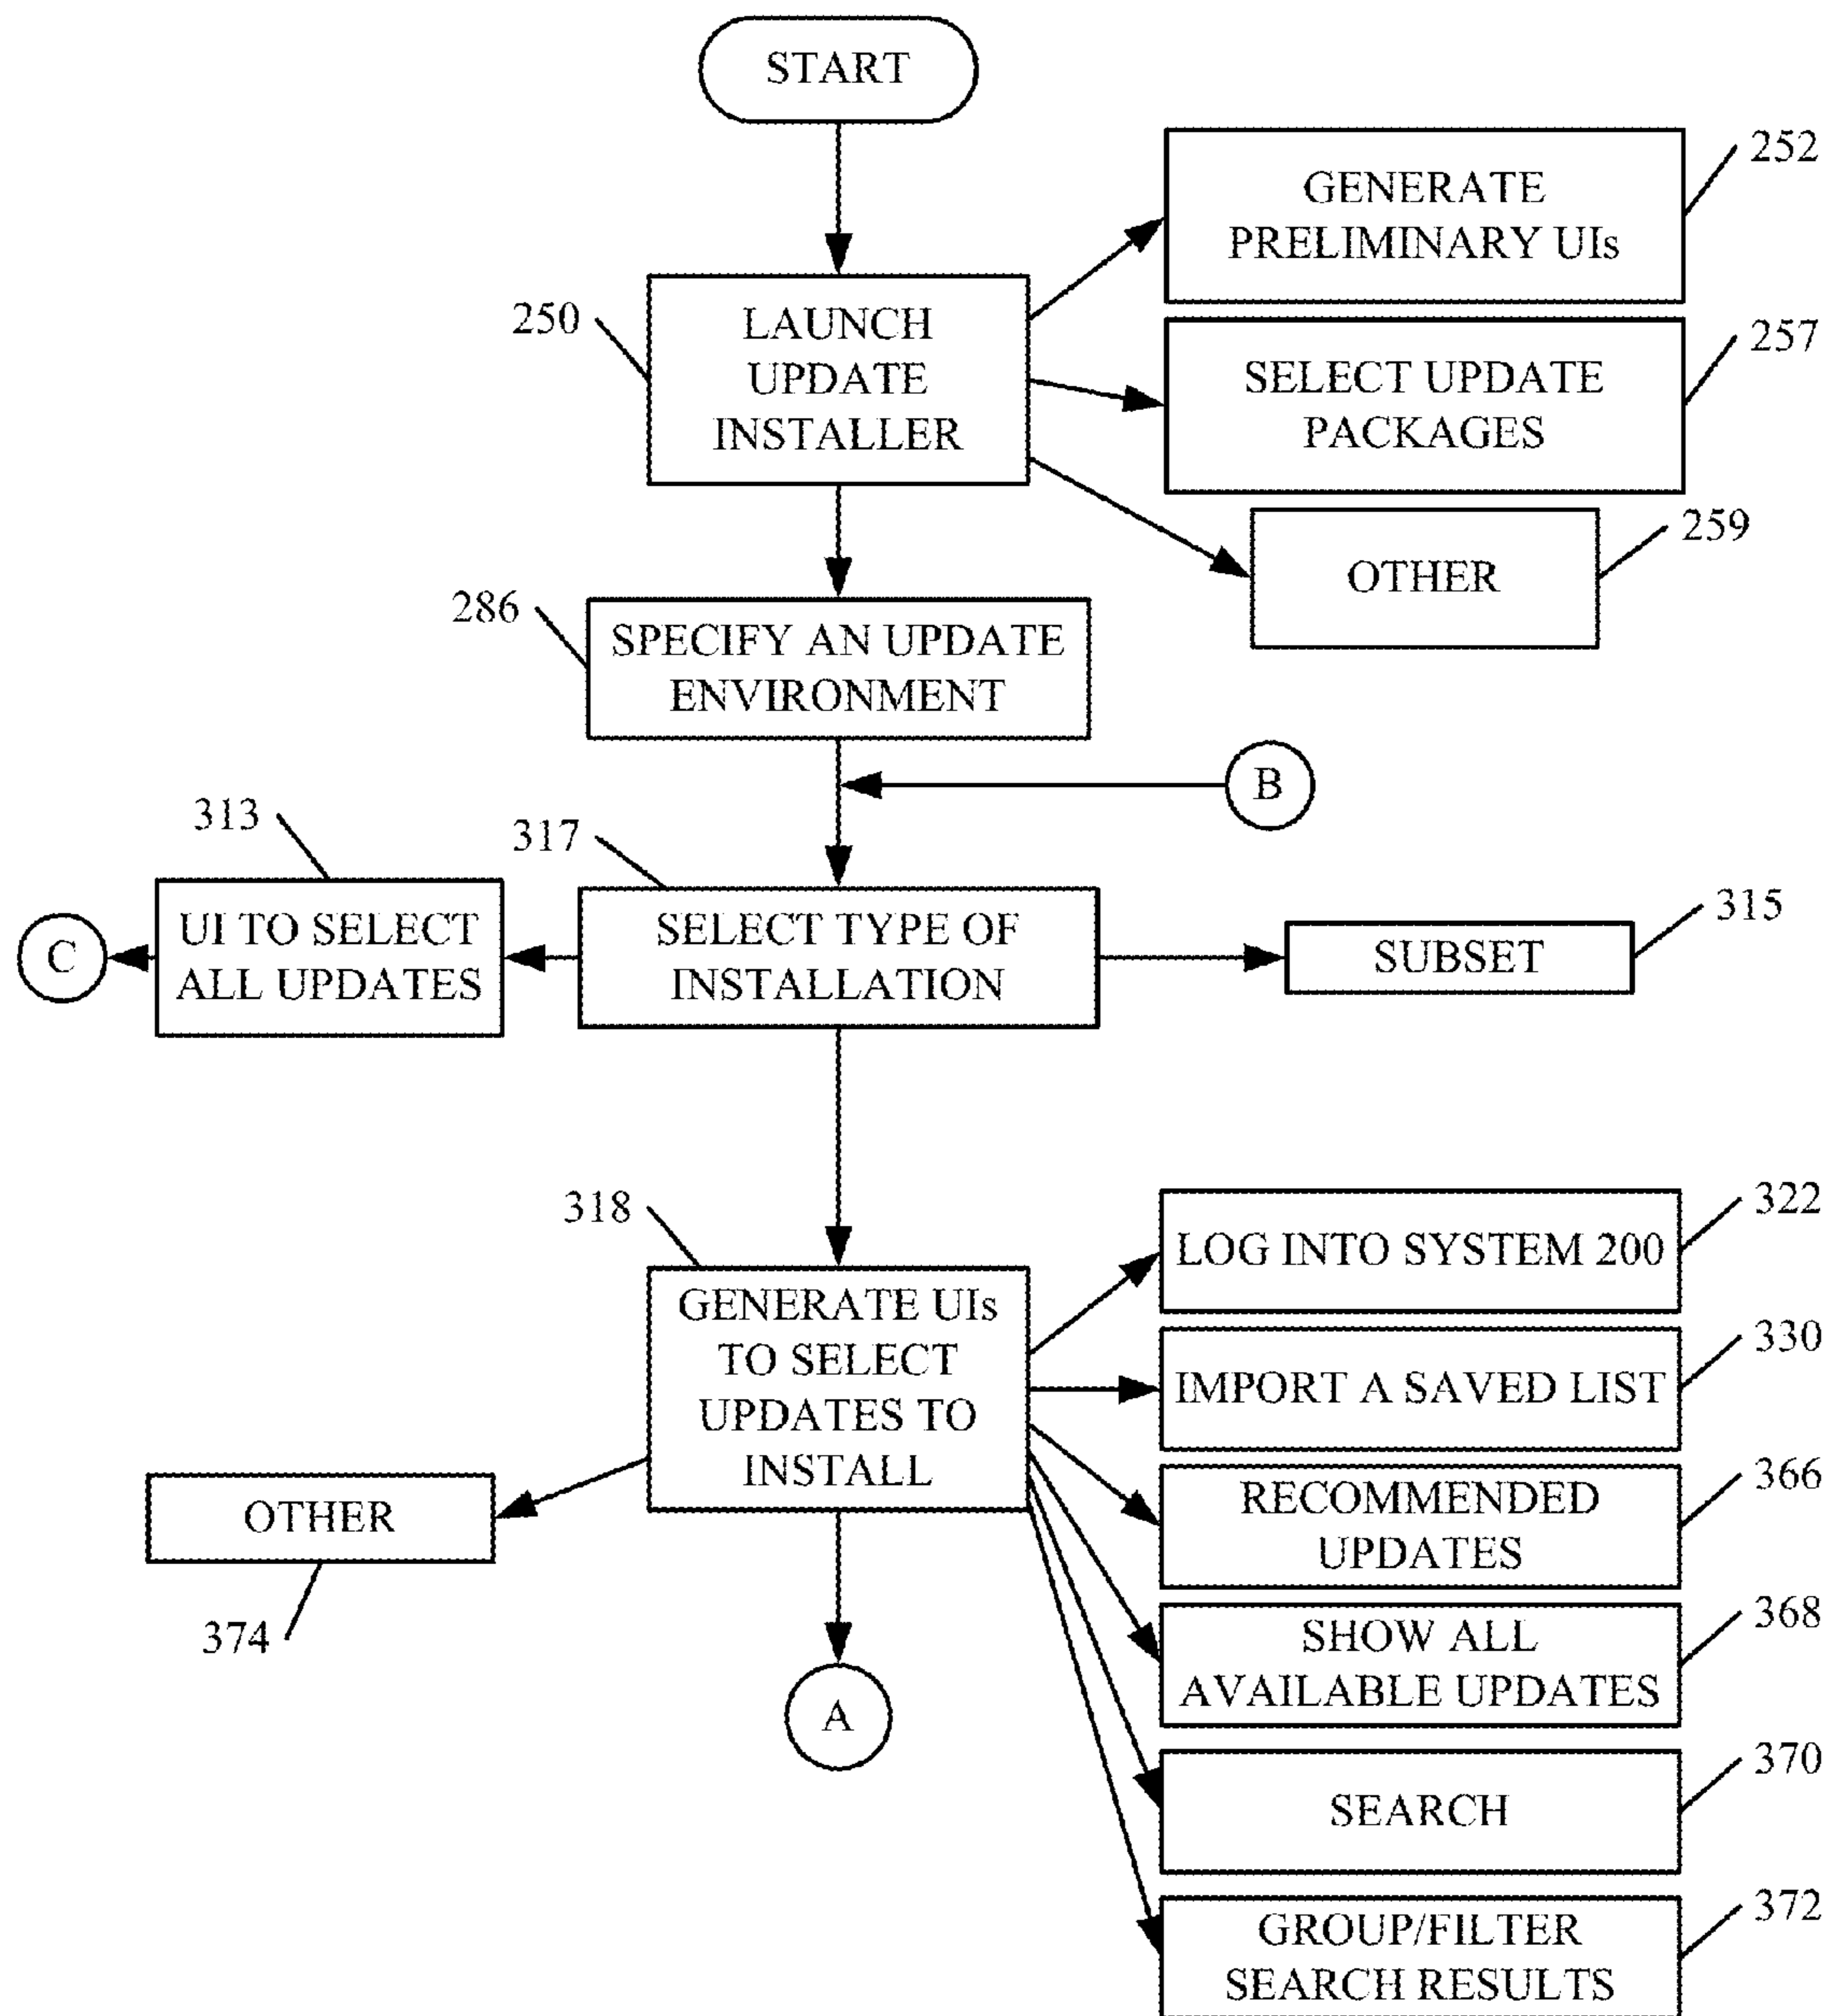 START
252
GENERATE
PRELIMINARY UIs
250
LAUNCH
UPDATE
INSTALLER
257
SELECT UPDATE
PACKAGES
259
OTHER
286
SPECIFY AN UPDATE
ENVIRONMENT
B
313
317
C
UI TO SELECT
ALL UPDATES
SELECT TYPE OF
INSTALLATION
315
SUBSET
318
GENERATE UIs
TO SELECT
UPDATES TO
INSTALL
322
LOG INTO SYSTEM 200
330
IMPORT A SAVED LIST
366
RECOMMENDED
UPDATES
OTHER
374
368
SHOW ALL
AVAILABLE UPDATES
A
370
SEARCH
372
GROUP/FILTER
SEARCH RESULTS